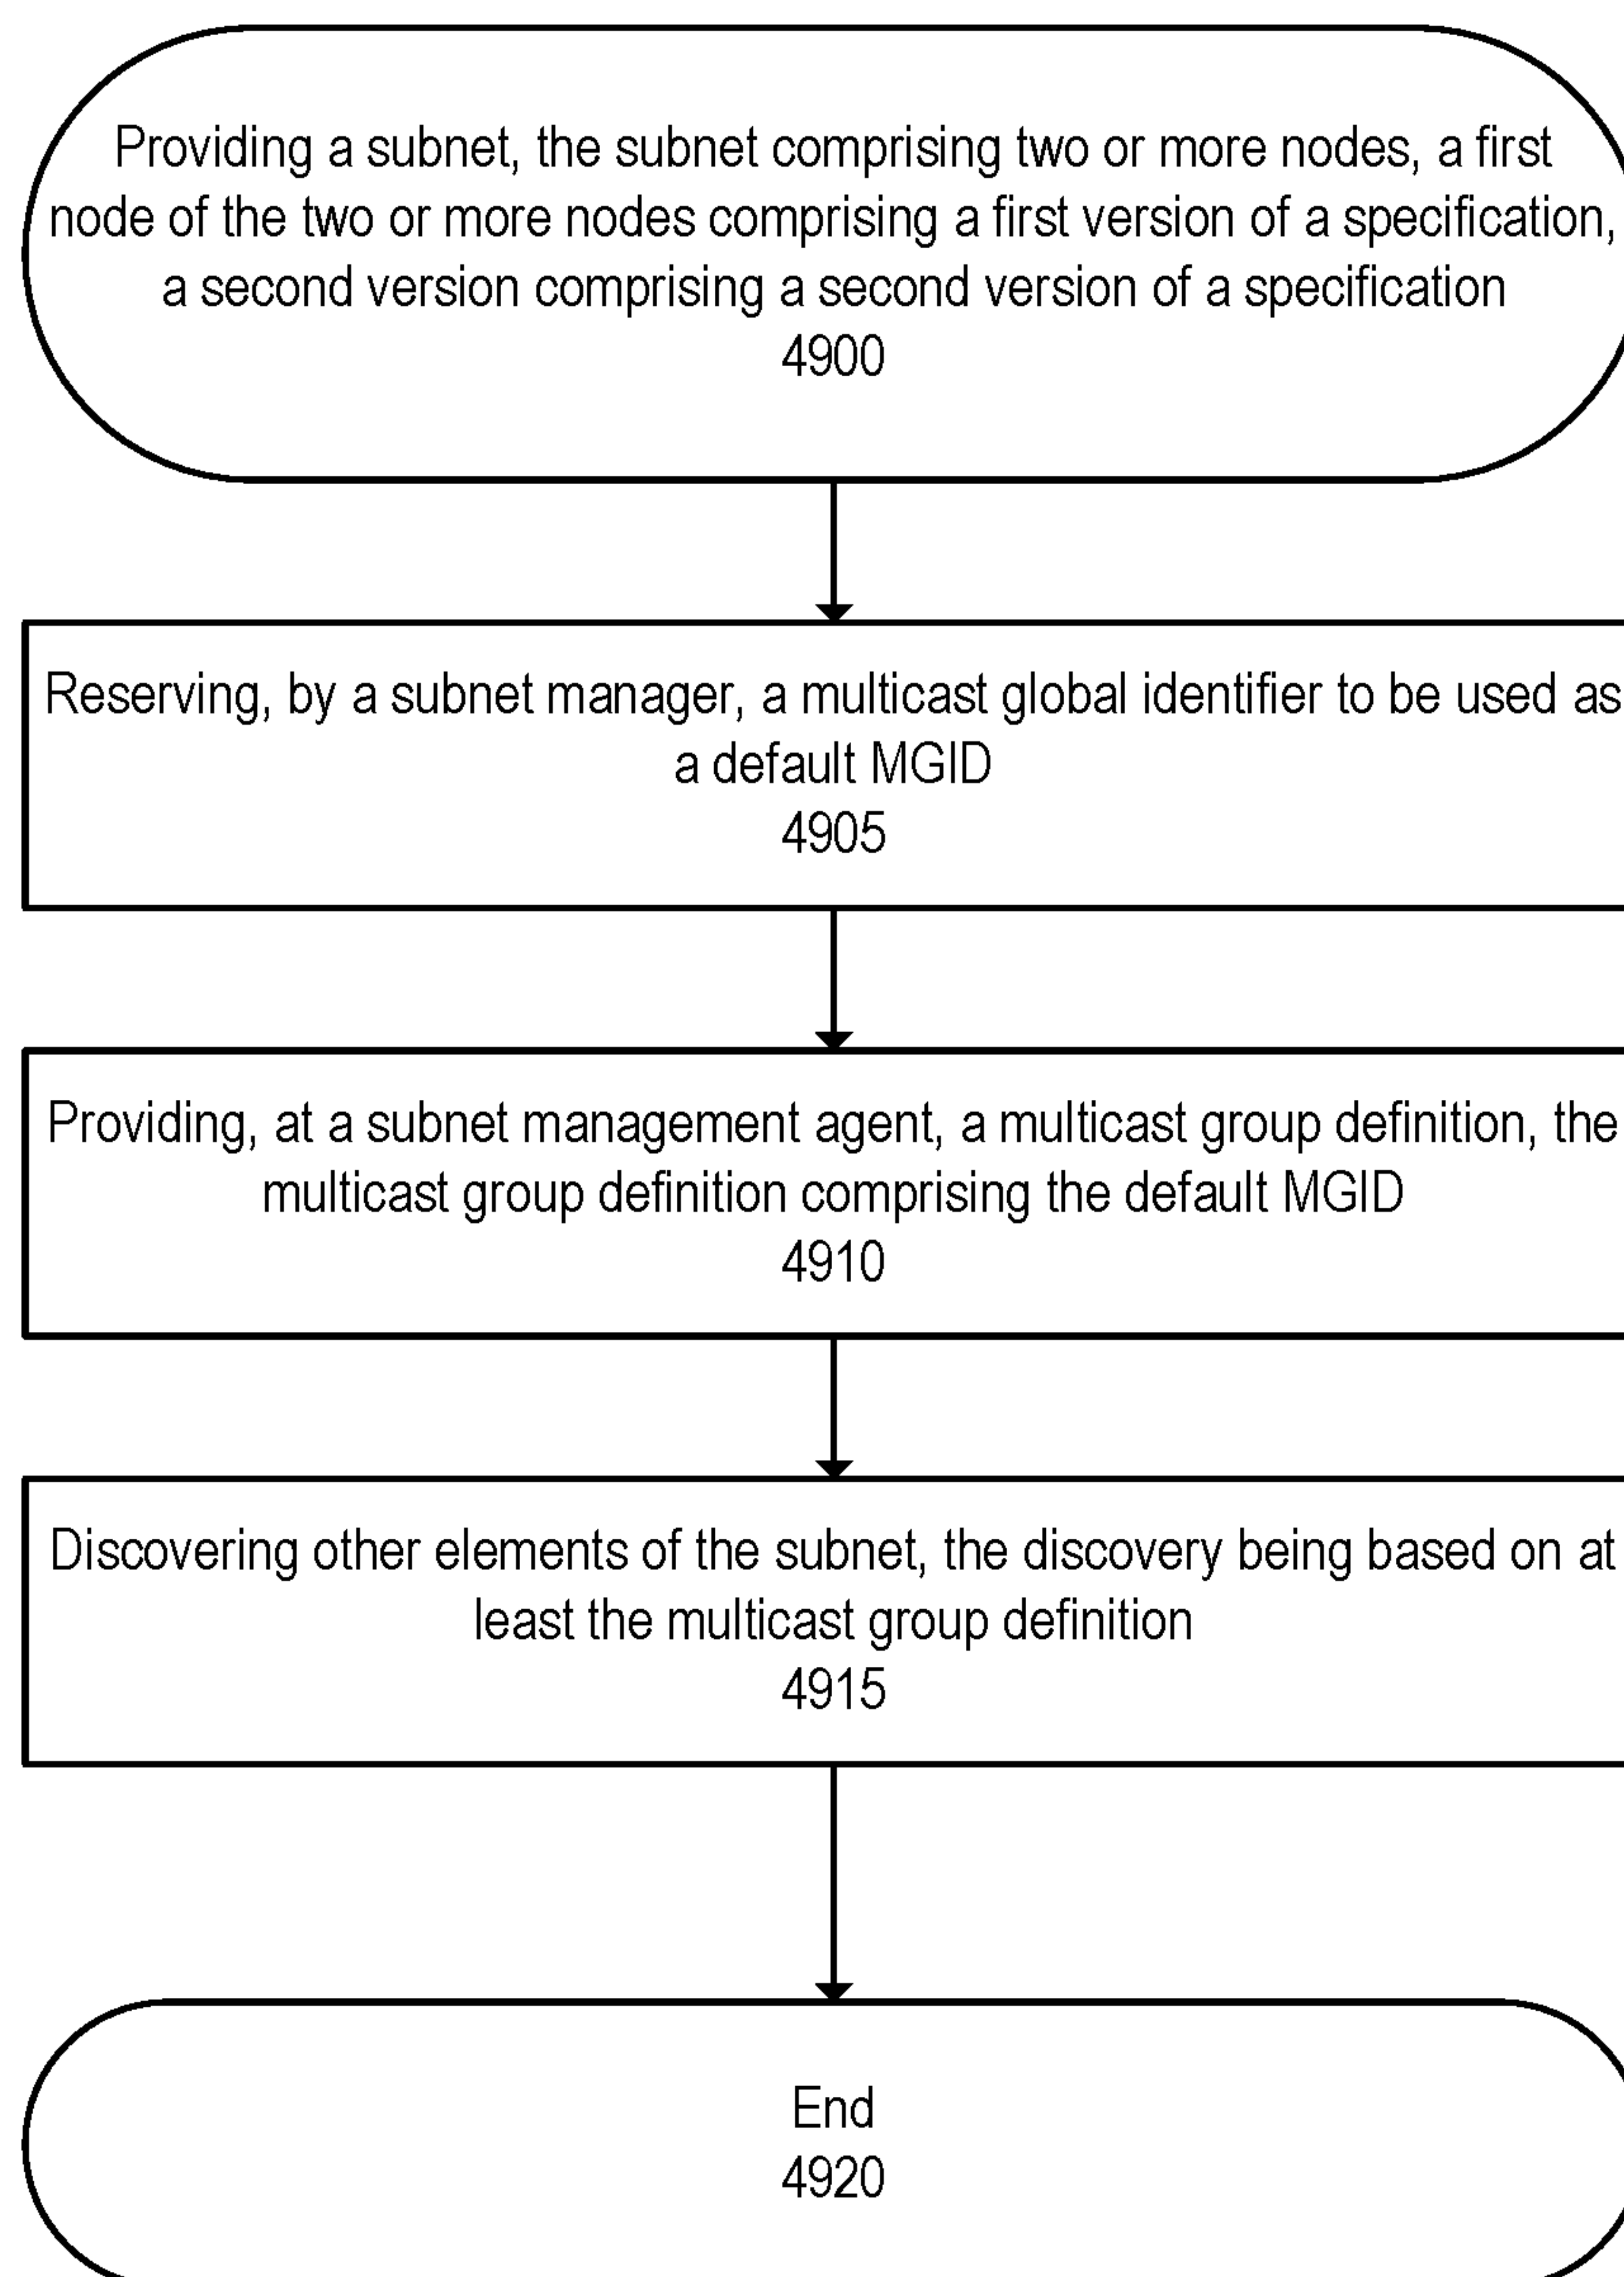 Providing a subnet, the subnet comprising two or more nodes, a first
node of the two or more nodes comprising a first version of a specification,
a second version comprising a second version of a specification
4900
Reserving, by a subnet manager, a multicast global identifier to be used as
a default MGID
4905
Providing, at a subnet management agent, a multicast group definition, the
multicast group definition comprising the default MGID
4910
Discovering other elements of the subnet, the discovery being based on at
least the multicast group definition
4915
End
4920